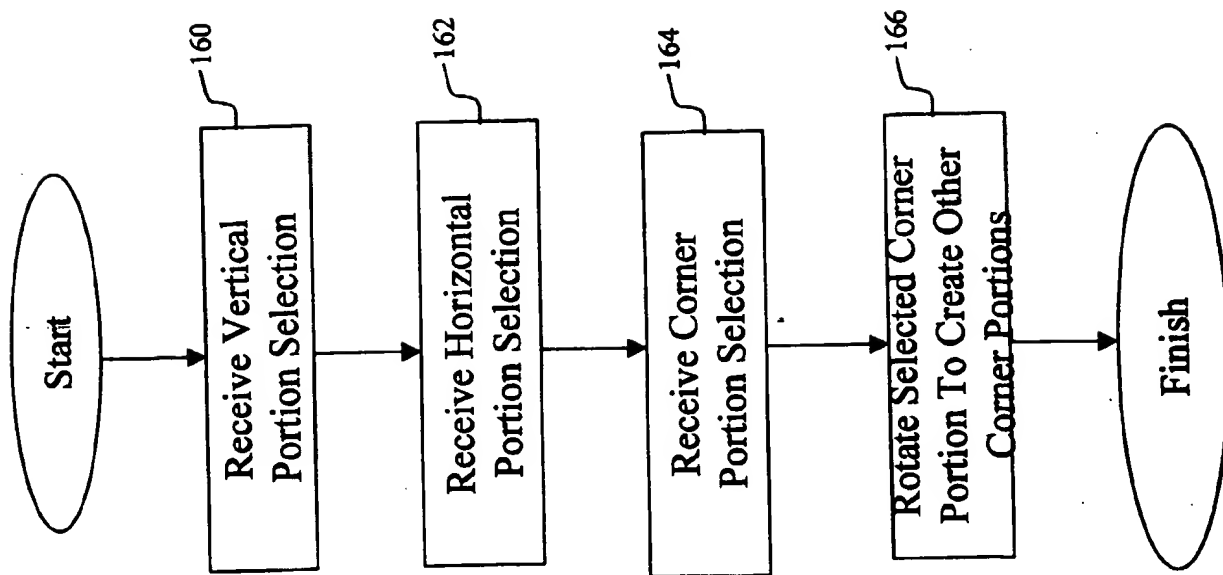 Start
160
Receive Vertical
Portion Selection
162
Receive Horizontal
Portion Selection
164
Receive Corner
Portion Selection
166
Rotate Selected Corner
Portion To Create Other
Corner Portions
Finish